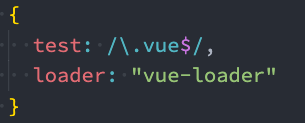 {
  test: /\.vue$/,
  loader: "vue-loader"
}